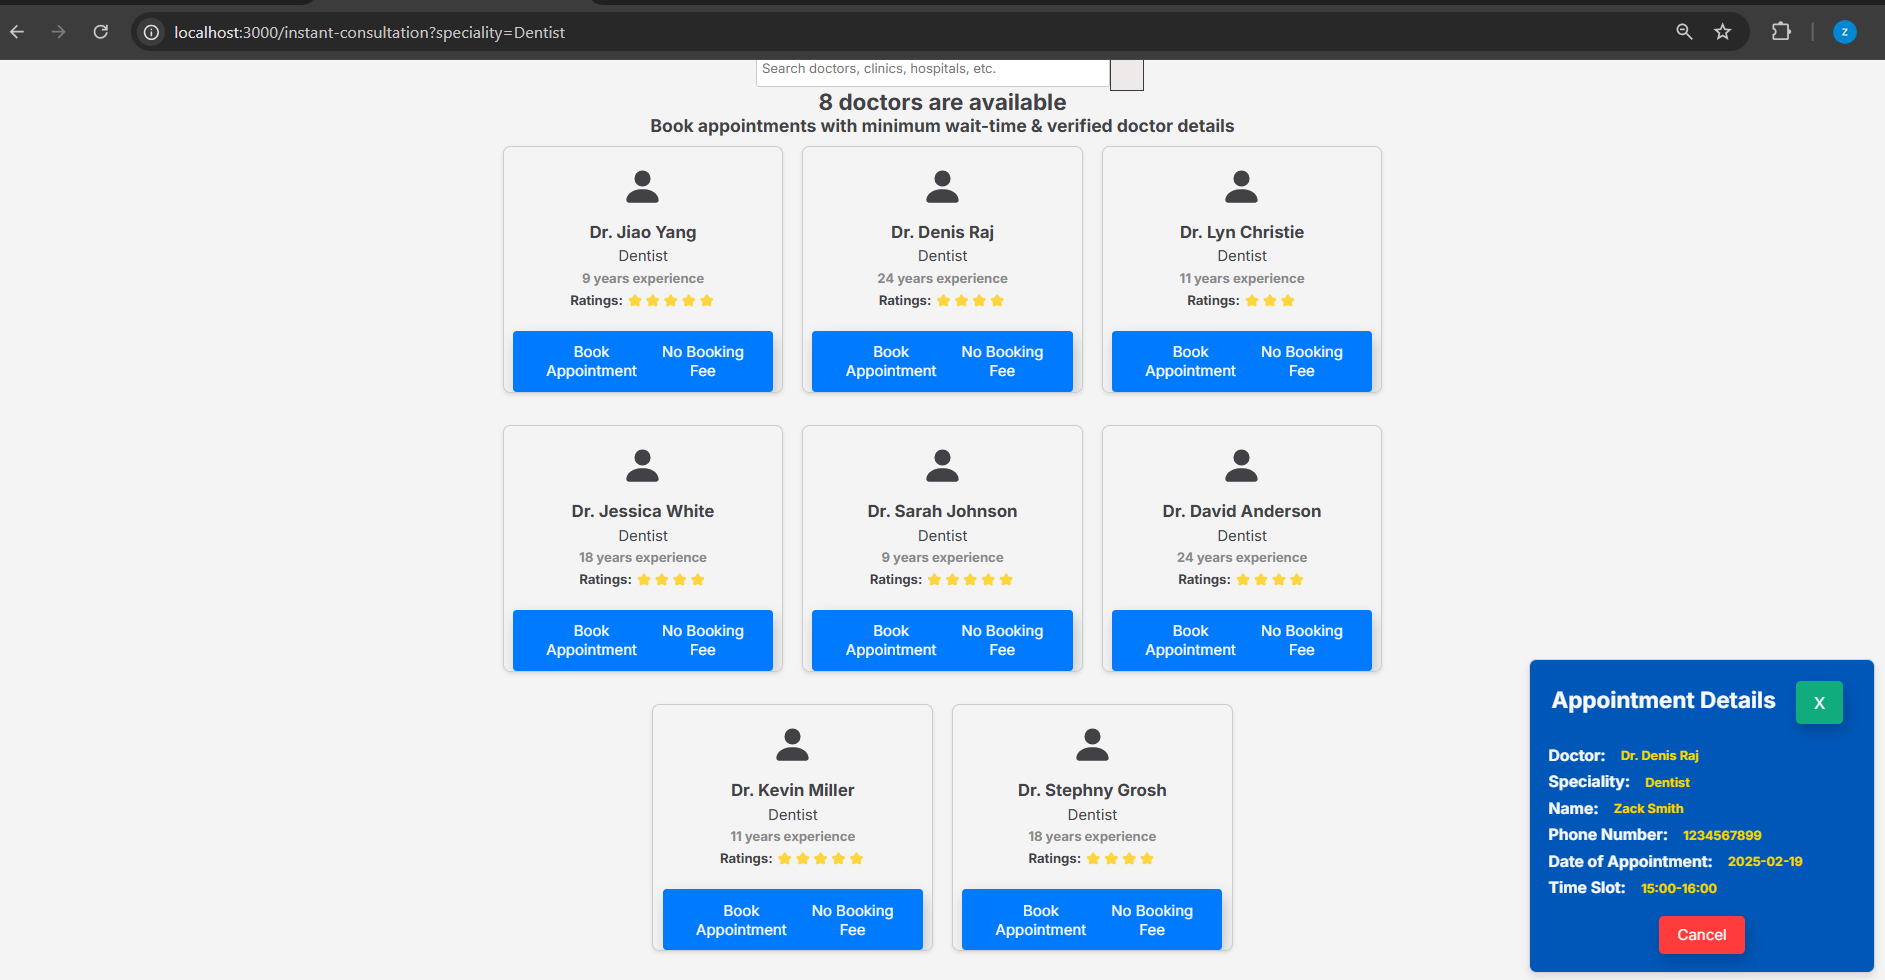 localhost:3000/instant-consultation?speciality=Dentist
Z
Search doctors, clinics, hospitals, etc.
8 doctors are available
Book appointments with minimum wait-time & verified doctor details
Dr. Jiao Yang
Dentist
9 years experience
Ratings:
Book Appointment
No Booking Fee
Dr. Denis Raj
Dentist
24 years experience
Ratings:
Book Appointment
No Booking Fee
Dr. Lyn Christie
Dentist
11 years experience
Ratings:
Book Appointment
No Booking Fee
Dr. Jessica White
Dentist
18 years experience
Ratings:
Book Appointment
No Booking Fee
Dr. Sarah Johnson
Dentist
9 years experience
Ratings:
Book Appointment
No Booking Fee
Dr. David Anderson
Dentist
24 years experience
Ratings:
Book Appointment
No Booking Fee
Dr. Kevin Miller
Dentist
11 years experience
Ratings:
Book Appointment
No Booking Fee
Dr. Stephny Grosh
Dentist
18 years experience
Ratings:
Book Appointment
No Booking Fee
Appointment Details
X
Doctor: Dr. Denis Raj
Speciality: Dentist
Name: Zack Smith
Phone Number: 1234567899
Date of Appointment: 2025-02-19
Time Slot: 15:00-16:00
Cancel